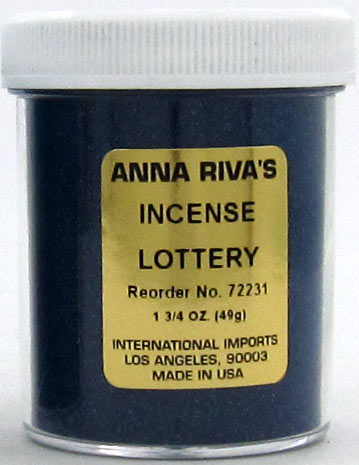 ANNA RIVA'S
INCENSE
LOTTERY
Reorder No. 72231
1 3/4 OZ. (49g)
INTERNATIONAL IMPORTS
LOS ANGELES, 90003
MADE IN USA